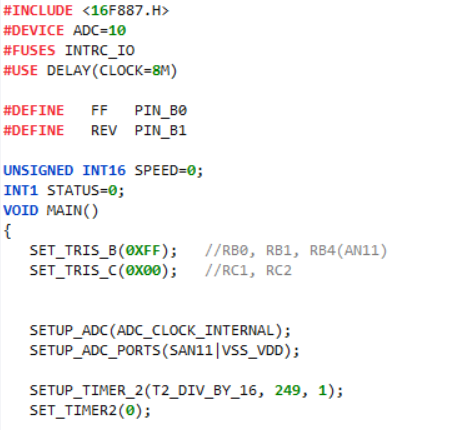 #INCLUDE <16F887.H>
#DEVICE ADC=10
#FUSES INTRC_IO
#USE DELAY(CLOCK=8M)
#DEFINE FF PIN_B0
#DEFINE REV PIN_B1
UNSIGNED INT16 SPEED=0;
INT1 STATUS=0;
VOID MAIN()
{
SET_TRIS_B(0XFF); //RB0, RB1, RB4(AN11)
SET_TRIS_C(0X00); //RC1, RC2
SETUP_ADC(ADC_CLOCK_INTERNAL);
SETUP_ADC_PORTS(SAN11|VSS_VDD);
SETUP_TIMER_2(T2_DIV_BY_16, 249, 1);
SET_TIMER2(0);